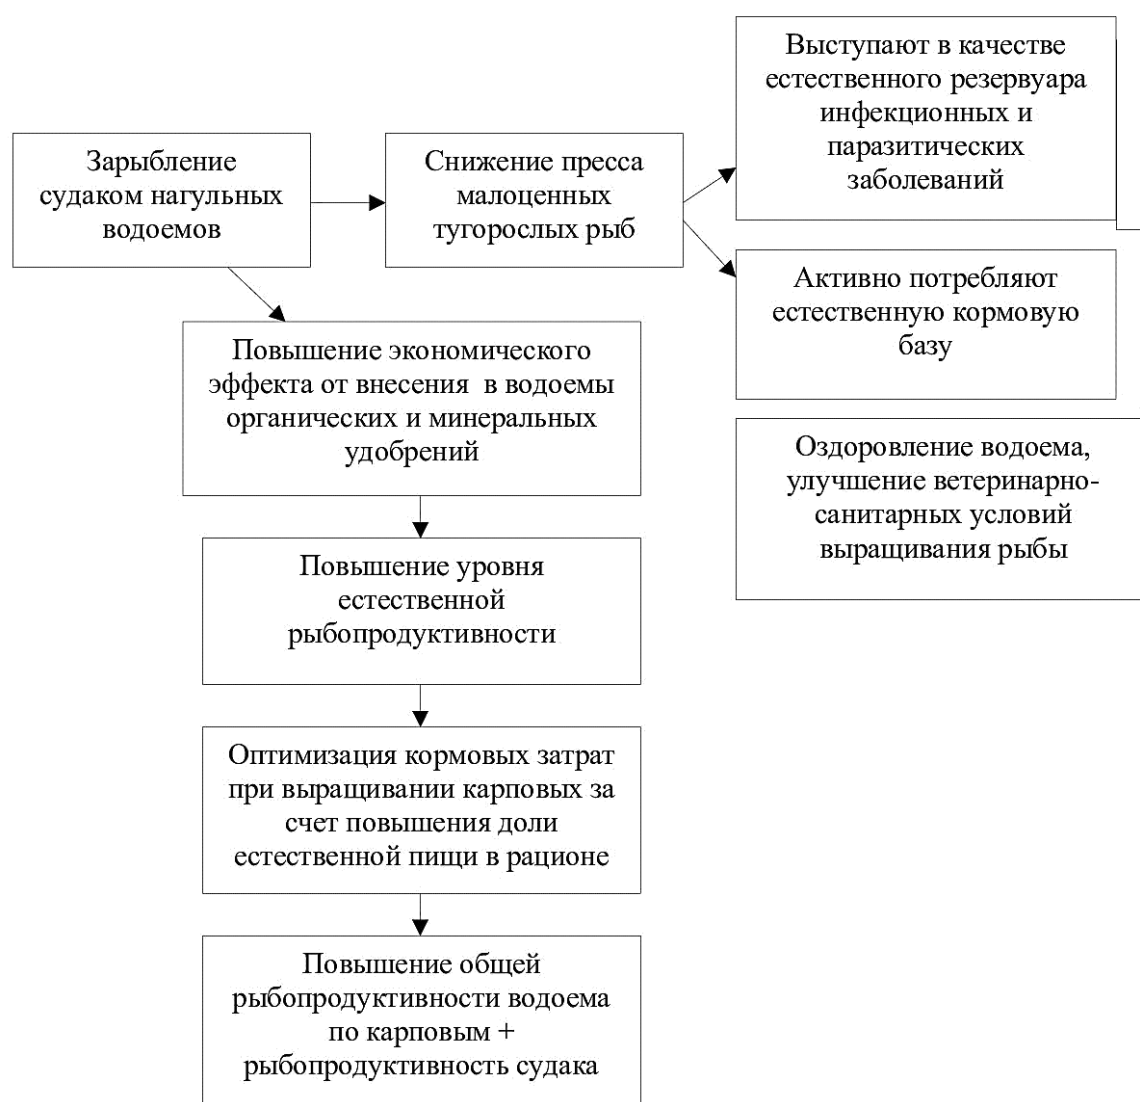 Зарыбление
судаком нагульных
водоемов
Снижение пресса
малоценных
тугорослых рыб
Выступают в качестве
естественного резервуара
инфекционных и
паразитических
заболеваний
Активно потребляют
естественную кормовую
базу
Оздоровление водоема,
улучшение ветеринарно-
санитарных условий
выращивания рыбы
Повышение экономического
эффекта от внесения в водоемы
органических и минеральных
удобрений
Повышение уровня
естественной
рыбопродуктивности
Оптимизация кормовых затрат
при выращивании карповых за
счет повышения доли
естественной пищи в рационе
Повышение общей
рыбопродуктивности водоема
по карповым +
рыбопродуктивность судака